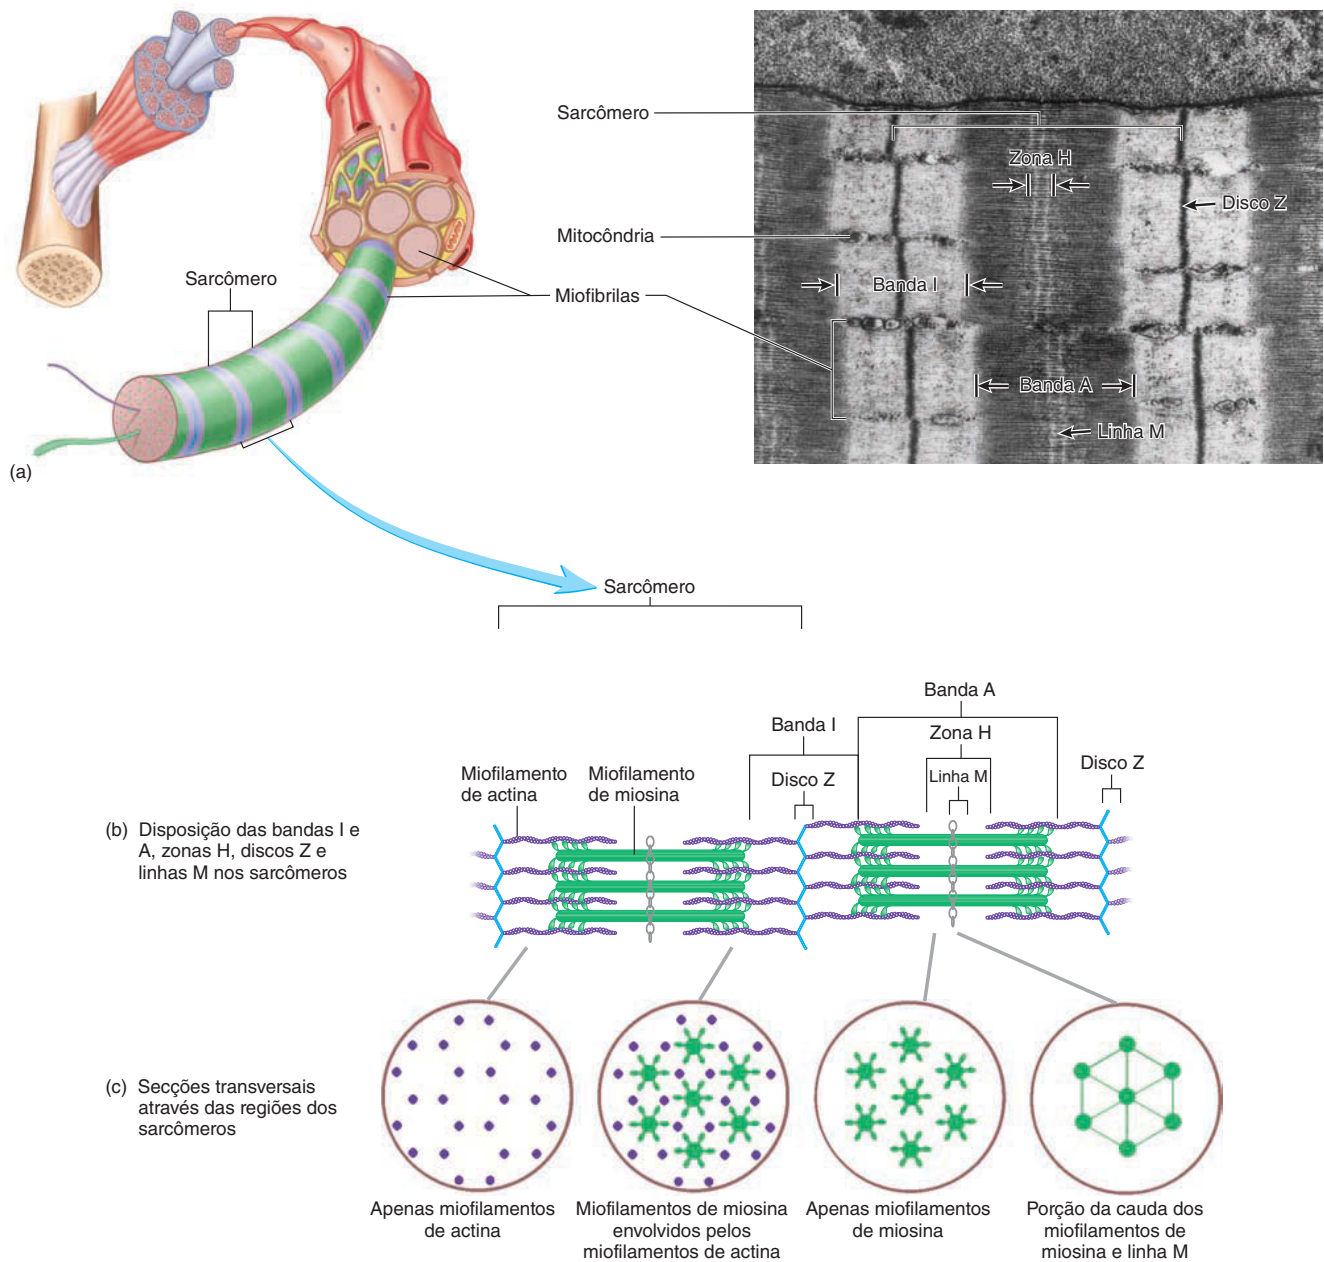 Sarcômero
Zona H
Disco Z
Mitocôndria
Sarcômero
Banda I
Miofibrilas
Banda A
Linha M
(a)
Sarcômero
Banda A
Banda I
Zona H
Disco Z
Miofilamento
de actina
Miofilamento
de miosina
Disco Z
Linha M
(b) Disposição das bandas I e
A, zonas H, discos Z e
linhas M nos sarcômeros
(c) Secções transversais
através das regiões dos
sarcômeros
Apenas miofilamentos
de actina
Miofilamentos de miosina
envolvidos pelos
miofilamentos de actina
Apenas miofilamentos
de miosina
Porção da cauda dos
miofilamentos de
miosina e linha M